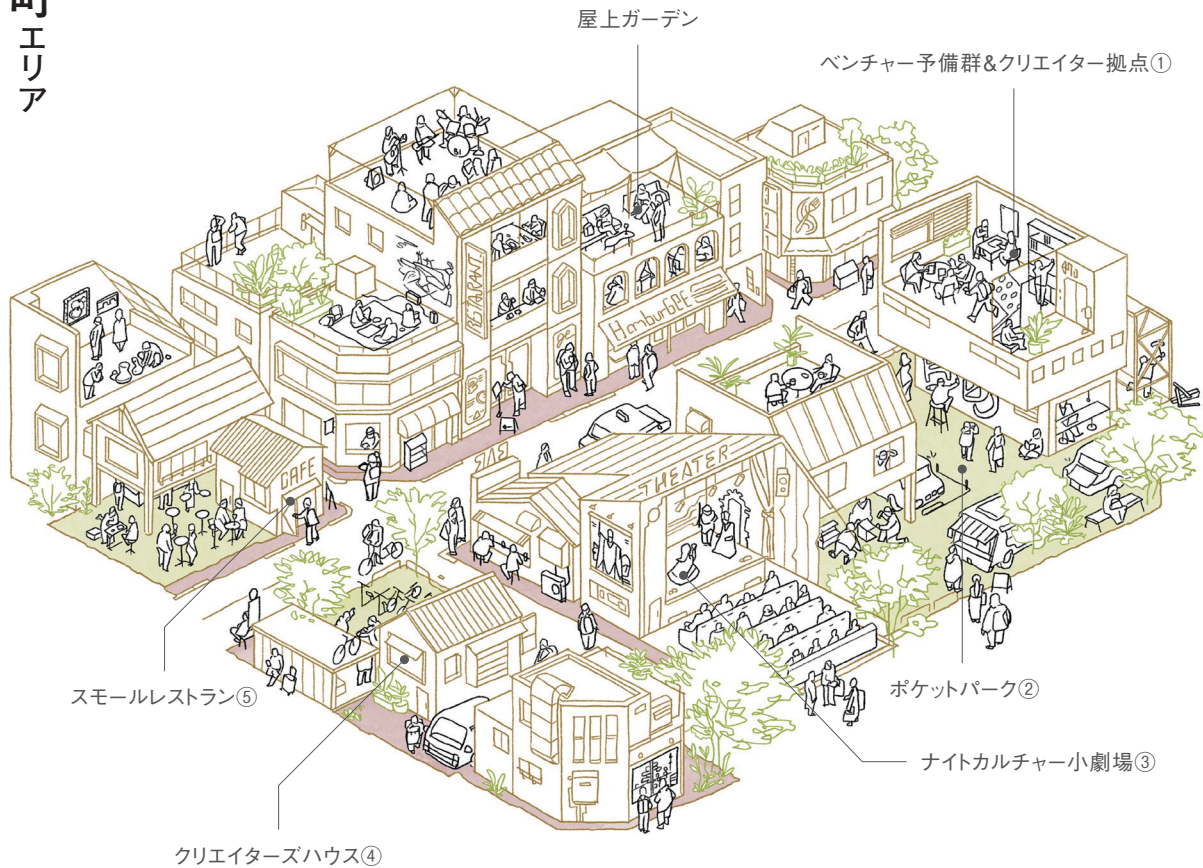 町エリア
屋上ガーデン
ベンチャー予備群&クリエイター拠点①
THEATER
CAFE
スモールレストラン⑤
ポケットパーク②
ナイトカルチャー小劇場③
クリエイターズハウス④